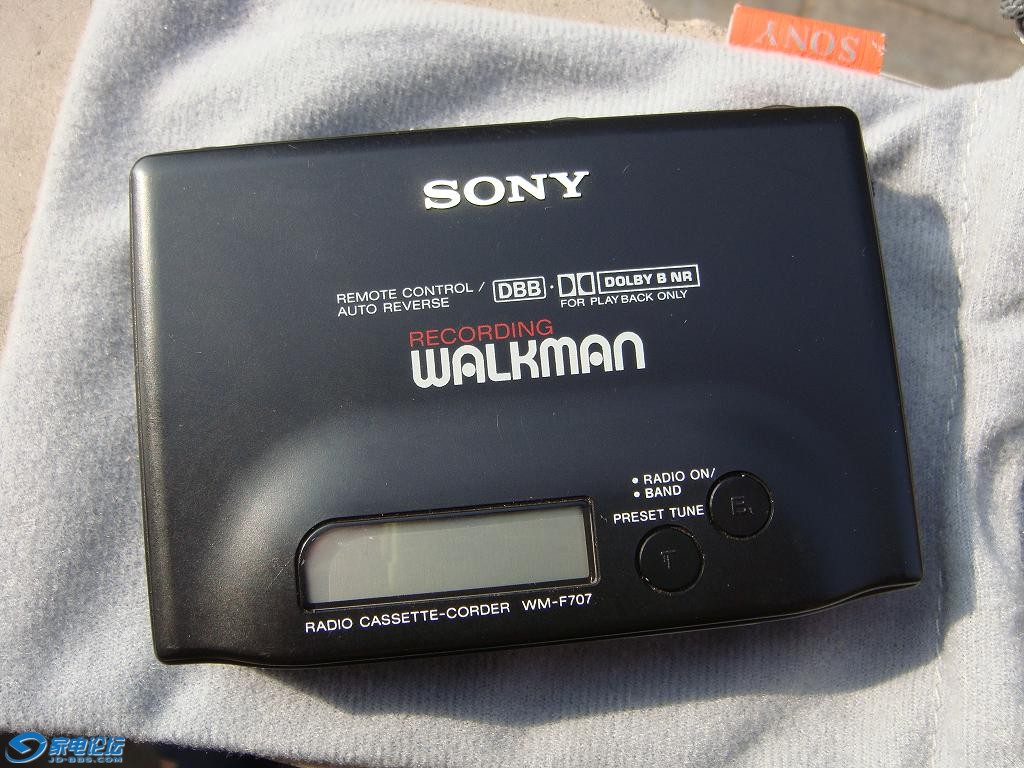 SONY
SONY
REMOTE CONTROL / DBB · DOLBY B NR
AUTO REVERSE FOR PLAYBACK ONLY
RECORDING
WALKMAN
• RADIO ON/
• BAND
PRESET TUNE
B
T
RADIO CASSETTE-CORDER WM-F707
家电论坛
JD-BBS.COM